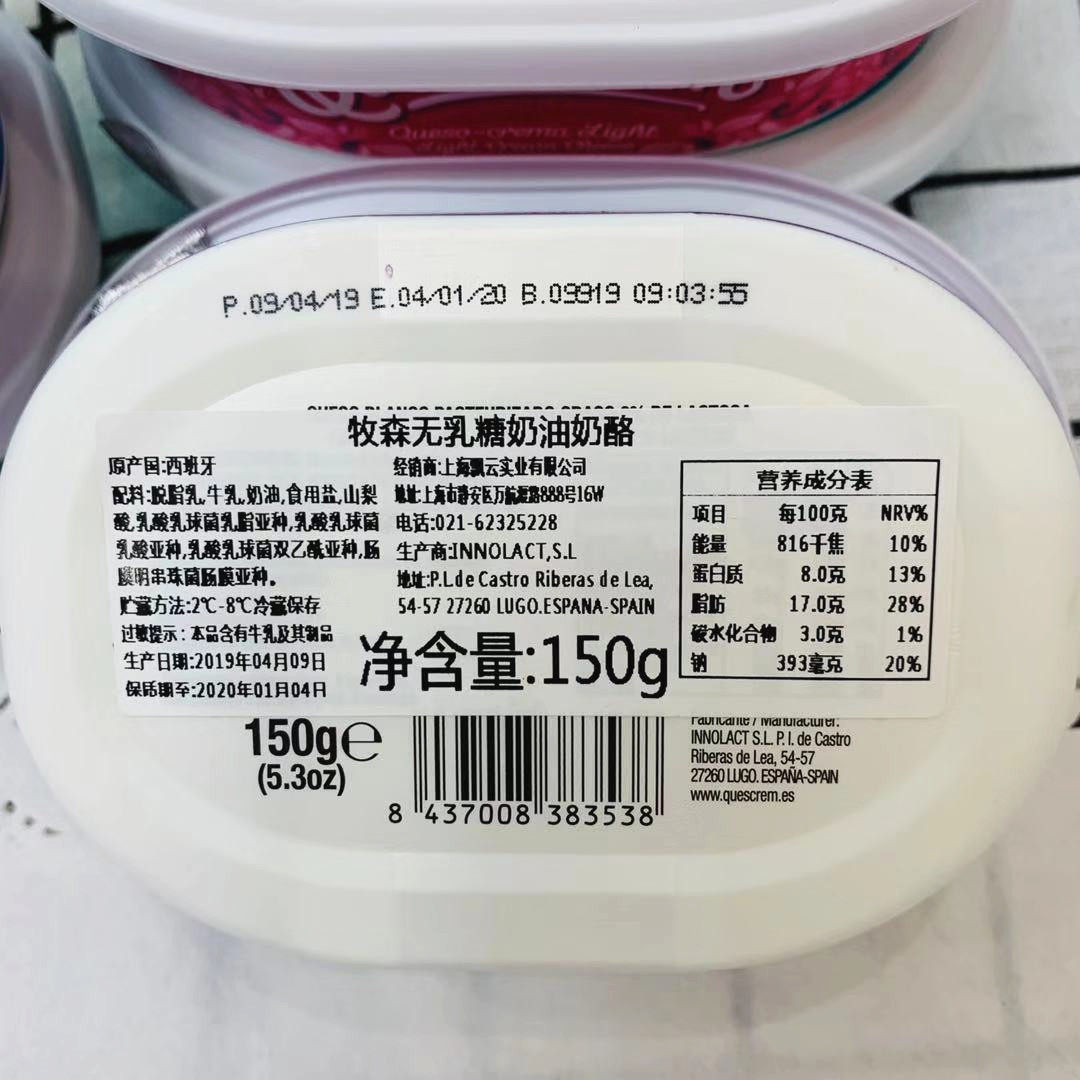 Queso-crema Light
Light Cream Cheese
P.09/04/19 E.04/01/20 B.09919 09:03:55
牧森无乳糖奶油奶酪
原产国:西班牙
配料:脱脂乳,牛乳,奶油,食用盐,山梨
酸,乳酸乳球菌乳脂亚种,乳酸乳球菌
乳酸亚种,乳酸乳球菌双乙酰亚种,肠
膜明串珠菌肠膜亚种。
贮藏方法:2℃-8℃冷藏保存
过敏提示:本品含有牛乳及其制品
生产日期:2019年04月09日
保质期至:2020年01月04日
经销商:上海飘云实业有限公司
地址:上海市静安区万航渡路888号16W
电话:021-62325228
生产商:INNOLACT,S.L
地址:P.I.de Castro Riberas de Lea,
54-57 27260 LUGO.ESPANA-SPAIN
净含量:150g
营养成分表
项目 每100克 NRV%
能量 816千焦 10%
蛋白质 8.0克 13%
脂肪 17.0克 28%
碳水化合物 3.0克 1%
钠 393毫克 20%
150g℮
(5.3oz)
8 437008 383538
Fabricante / Manufacturer:
INNOLACT S.L. P. I. de Castro
Riberas de Lea, 54-57
27260 LUGO. ESPAÑA-SPAIN
www.quescrem.es